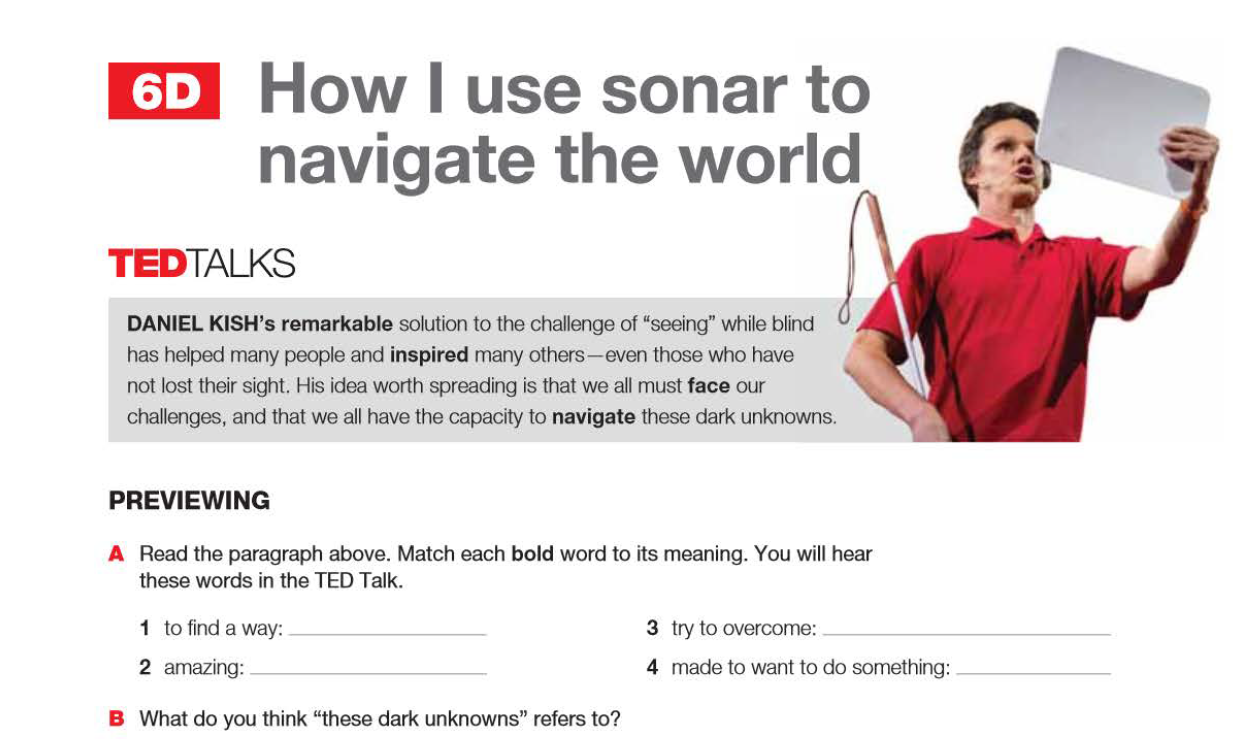 6D How I use sonar to
navigate the world
TEDTALKS
DANIEL KISH's remarkable solution to the challenge of “seeing” while blind
has helped many people and inspired many others—even those who have
not lost their sight. His idea worth spreading is that we all must face our
challenges, and that we all have the capacity to navigate these dark unknowns.
PREVIEWING
A Read the paragraph above. Match each bold word to its meaning. You will hear
these words in the TED Talk.
1 to find a way:
3 try to overcome:
2 amazing:
4 made to want to do something:
B What do you think “these dark unknowns” refers to?